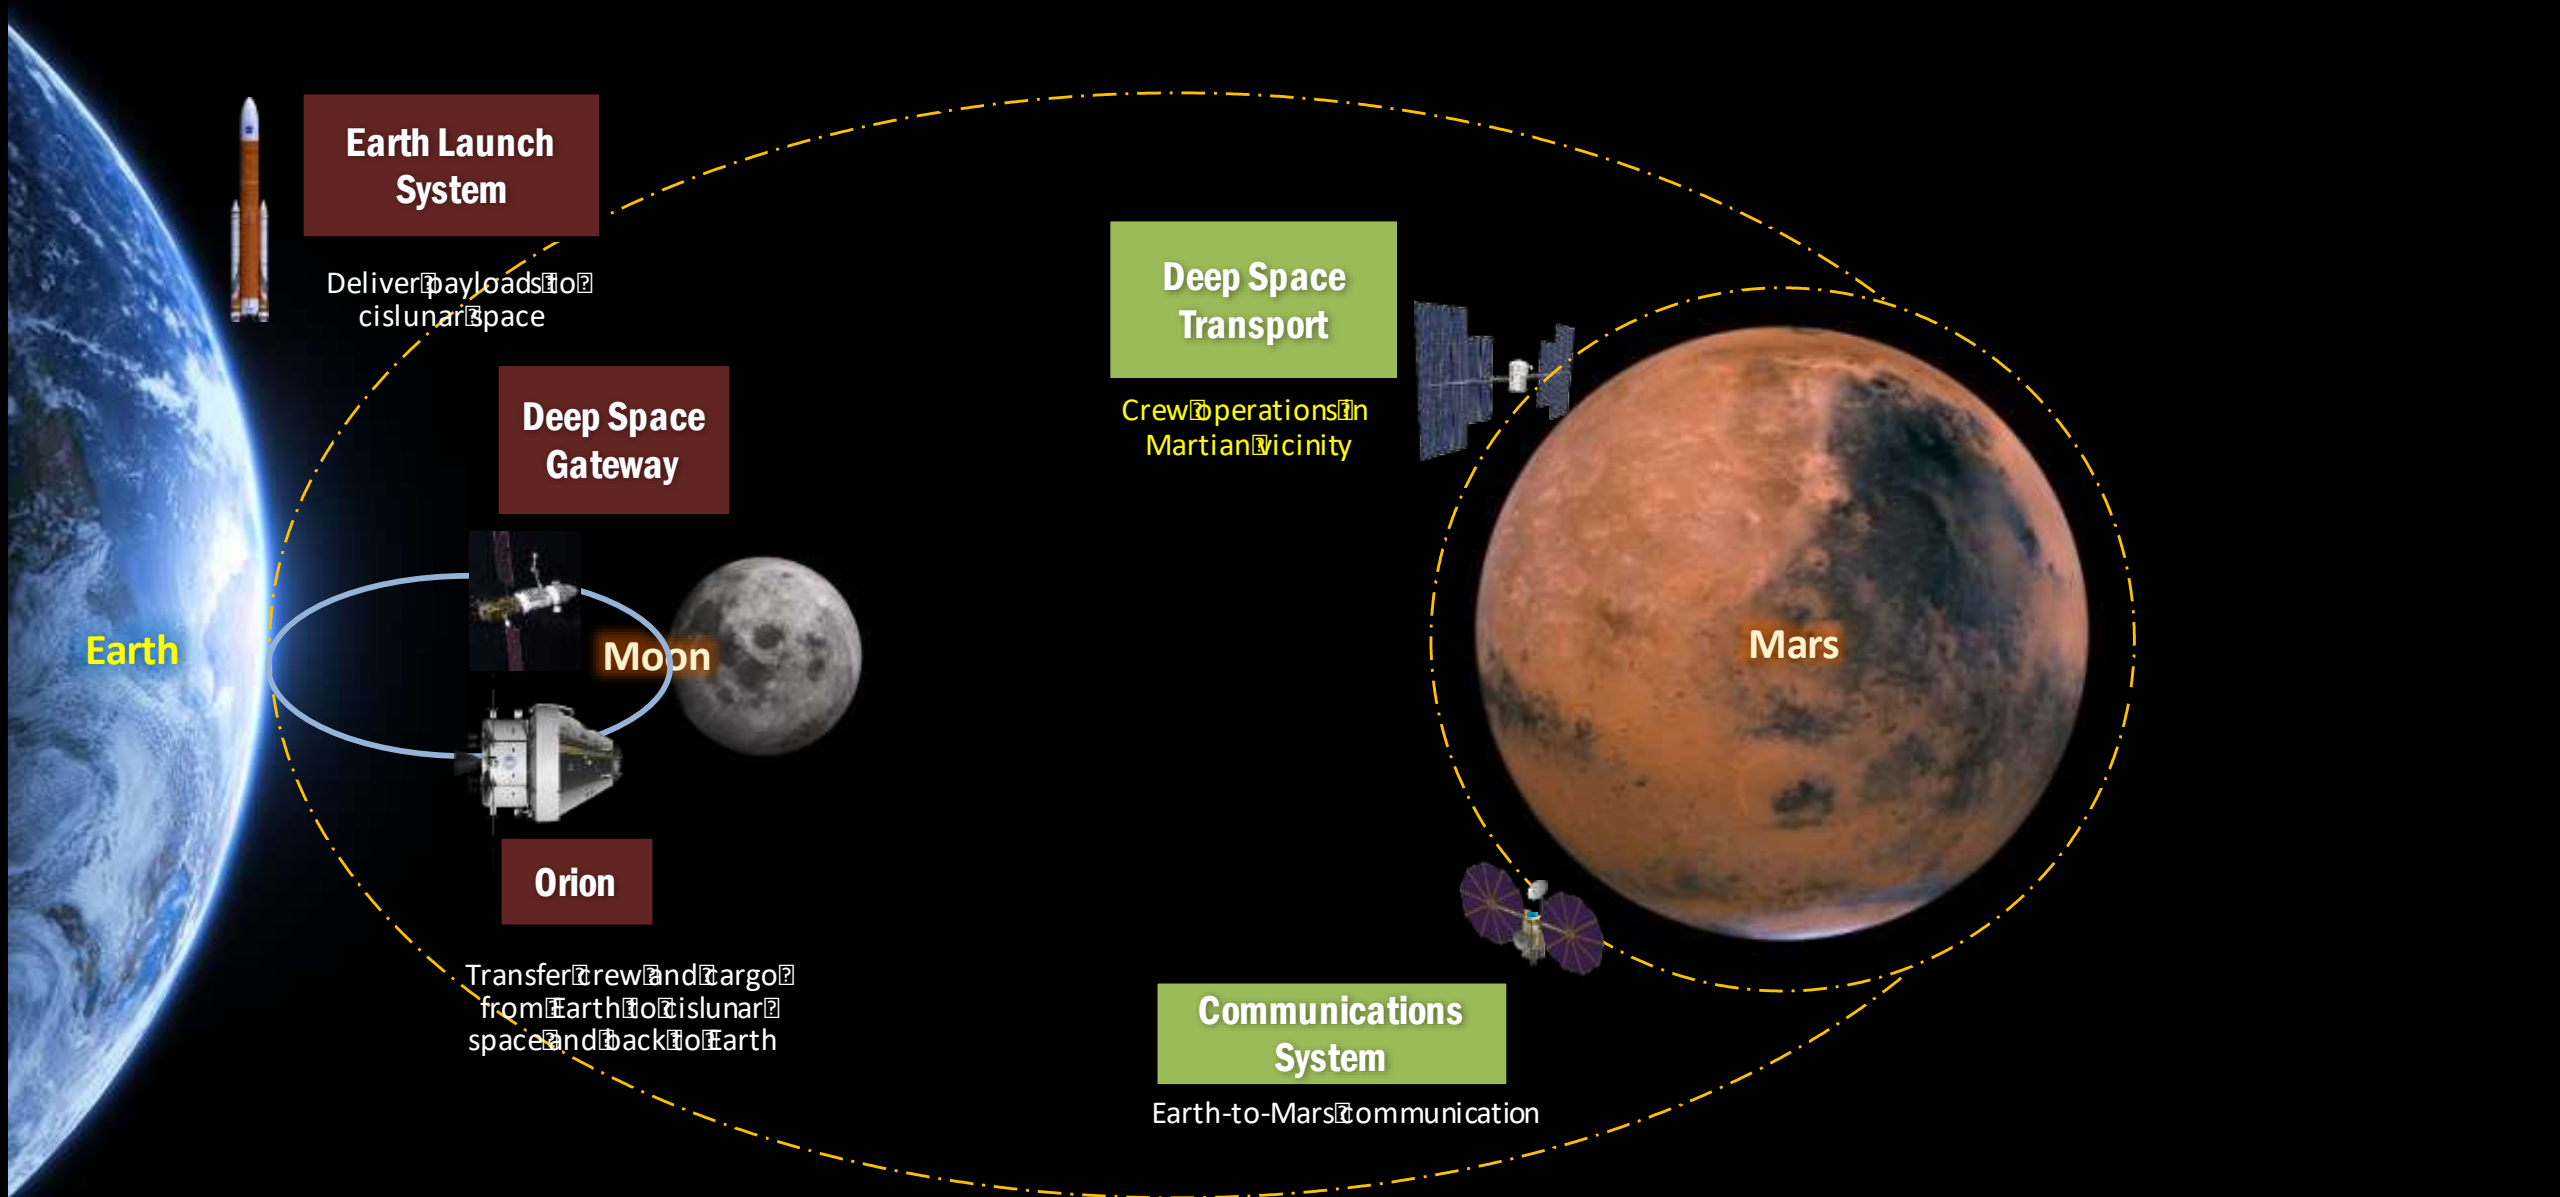 Earth Launch
System
Deliver payloads to
cislunar space
Deep Space
Gateway
Earth
Moon
Orion
Transfer crew and cargo
from Earth to cislunar
space and back to Earth
Deep Space
Transport
Crew operations in
Martian vicinity
Mars
Communications
System
Earth-to-Mars communication